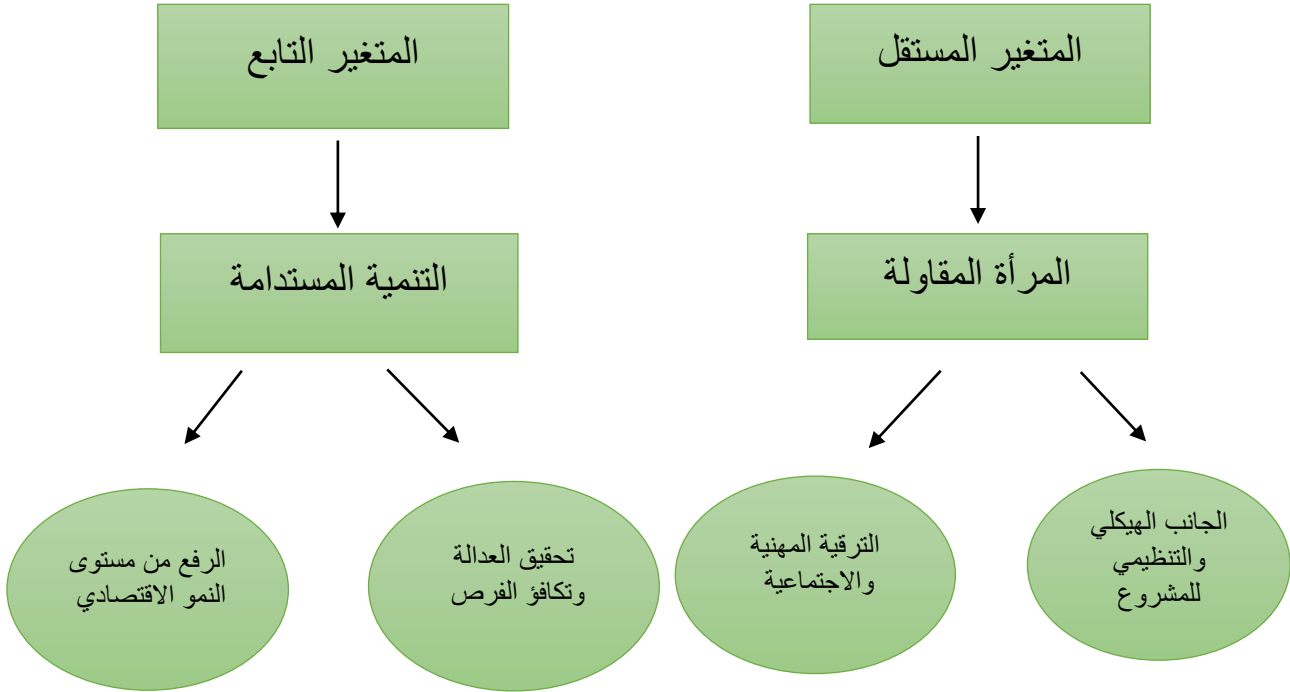 المتغير المستقل
المتغير التابع
المرأة المقاولة
التنمية المستدامة
الجانب الهيكلي
والتنظيمي
للمشروع
الترقية المهنية
والاجتماعية
تحقيق العدالة
وتكافؤ الفرص
الرفع من مستوى
النمو الاقتصادي